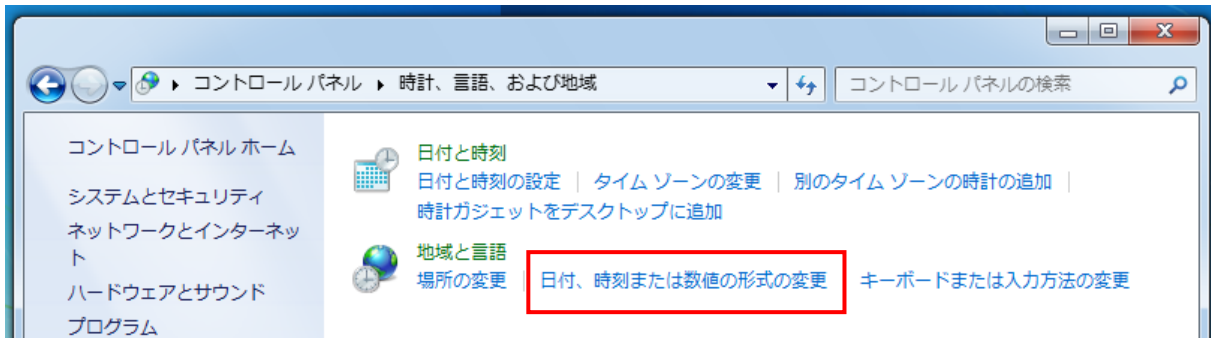 コントロール パネル ▸ 時計、言語、および地域
コントロール パネルの検索
コントロール パネル ホーム
システムとセキュリティ
ネットワークとインターネッ
ト
ハードウェアとサウンド
プログラム
日付と時刻
日付と時刻の設定 | タイム ゾーンの変更 | 別のタイム ゾーンの時計の追加 |
時計ガジェットをデスクトップに追加
地域と言語
場所の変更 | 日付、時刻または数値の形式の変更 キーボードまたは入力方法の変更